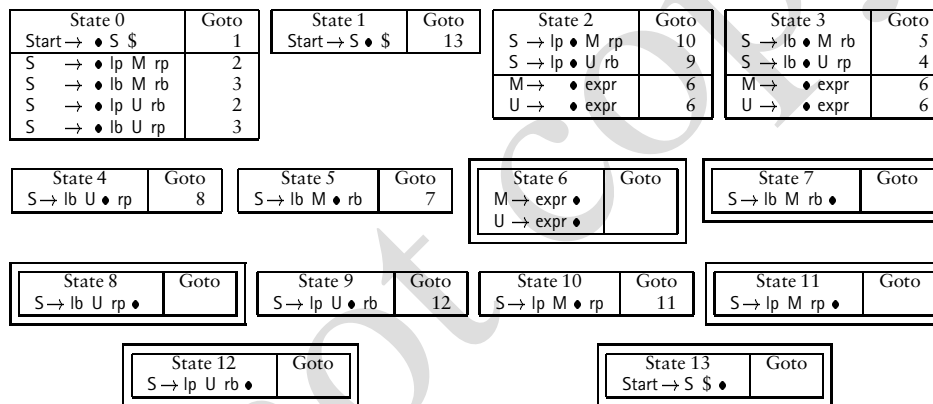 State 0 Goto
Start → • S $ 1
S → • lp M rp 2
S → • lb M rb 3
S → • lp U rb 2
S → • lb U rp 3
State 1 Goto
Start → S • $ 13
State 2 Goto
S → lp • M rp 10
S → lp • U rb 9
M → • expr 6
U → • expr 6
State 3 Goto
S → lb • M rb 5
S → lb • U rp 4
M → • expr 6
U → • expr 6
State 4 Goto
S → lb U • rp 8
State 5 Goto
S → lb M • rb 7
State 6 Goto
M → expr •
U → expr •
State 7 Goto
S → lb M rb •
State 8 Goto
S → lb U rp •
State 9 Goto
S → lp U • rb 12
State 10 Goto
S → lp M • rp 11
State 11 Goto
S → lp M rp •
State 12 Goto
S → lp U rb •
State 13 Goto
Start → S $ •
ot cop